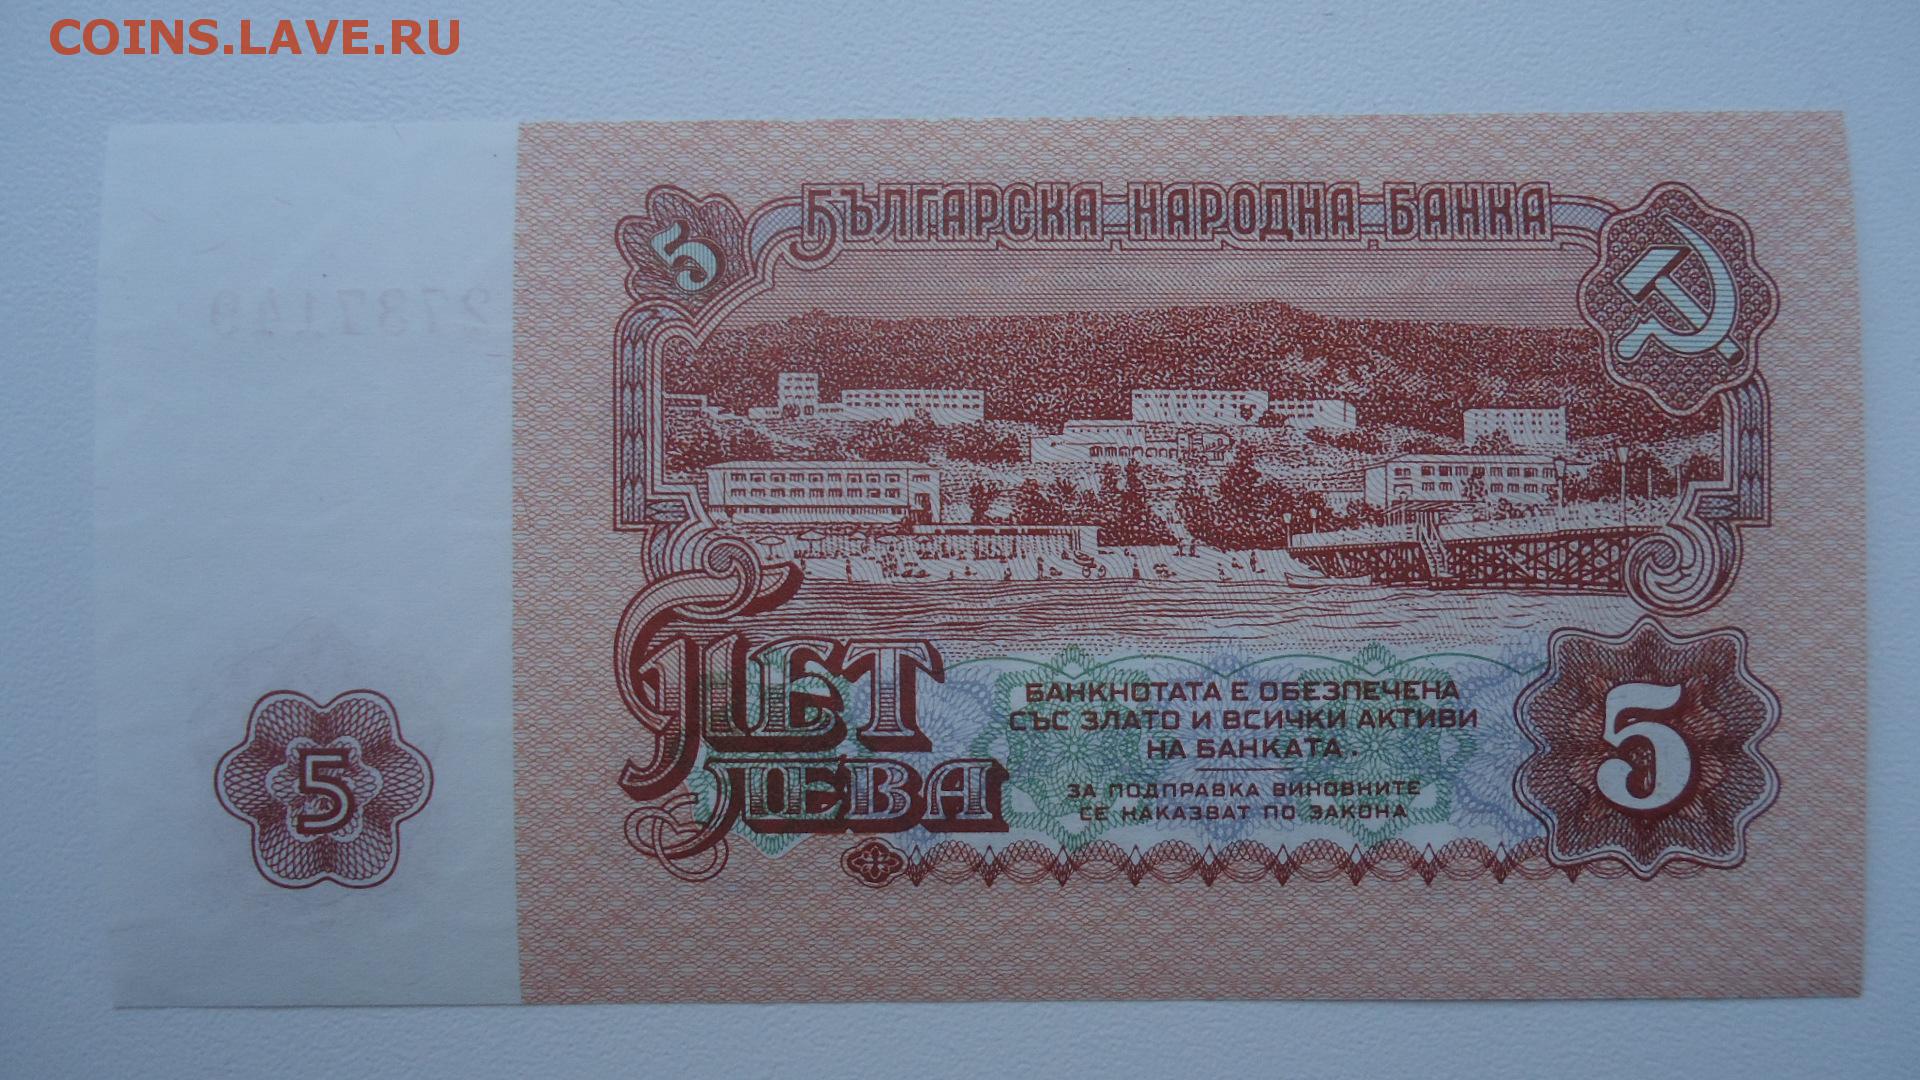 COINS.LAVE.RU
БЪЛГАРСКА НАРОДНА БАНКА
5
ПЕТ
ЛЕВА
БАНКНОТАТА Е ОБЕЗПЕЧЕНА
СЪС ЗЛАТО И ВСИЧКИ АКТИВИ
НА БАНКАТА.
ЗА ПОДПРАВКА ВИНОВНИТЕ
СЕ НАКАЗВАТ ПО ЗАКОНА
5
5